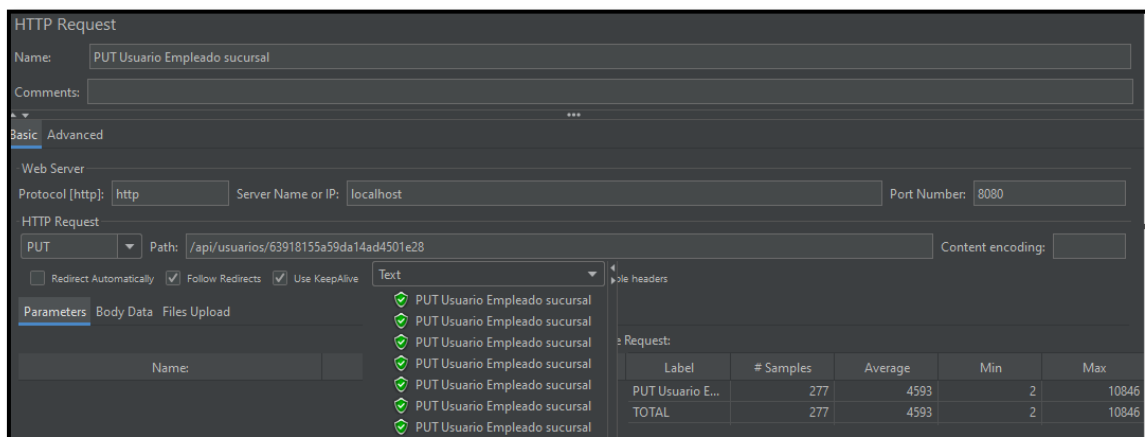 HTTP Request
Name: PUT Usuario Empleado sucursal
Comments:
Basic Advanced
Web Server
Protocol [http]: http Server Name or IP: localhost Port Number: 8080
HTTP Request
PUT Path: /api/usuarios/63918155a59da14ad4501e28 Content encoding:
Redirect Automatically Follow Redirects Use KeepAlive Text headers
Parameters Body Data Files Upload
PUT Usuario Empleado sucursal
PUT Usuario Empleado sucursal
PUT Usuario Empleado sucursal
PUT Usuario Empleado sucursal
PUT Usuario Empleado sucursal
PUT Usuario Empleado sucursal
PUT Usuario Empleado sucursal
Request:
Name:
Label # Samples Average Min Max
PUT Usuario E... 277 4593 2 10846
TOTAL 277 4593 2 10846